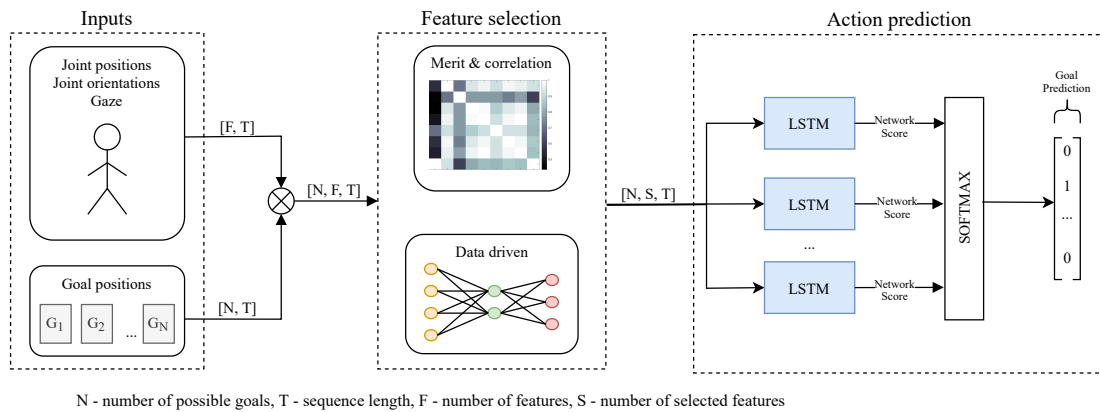 Inputs
Joint positions
Joint orientations
Gaze
[F, T]
Goal positions
G1
G2
...
GN
[N, T]
[N, F, T]
Feature selection
Merit & correlation
Data driven
[N, S, T]
Action prediction
LSTM
Network
Score
LSTM
Network
Score
...
LSTM
Network
Score
SOFTMAX
Goal
Prediction
0
1
...
0
N - number of possible goals, T - sequence length, F - number of features, S - number of selected features